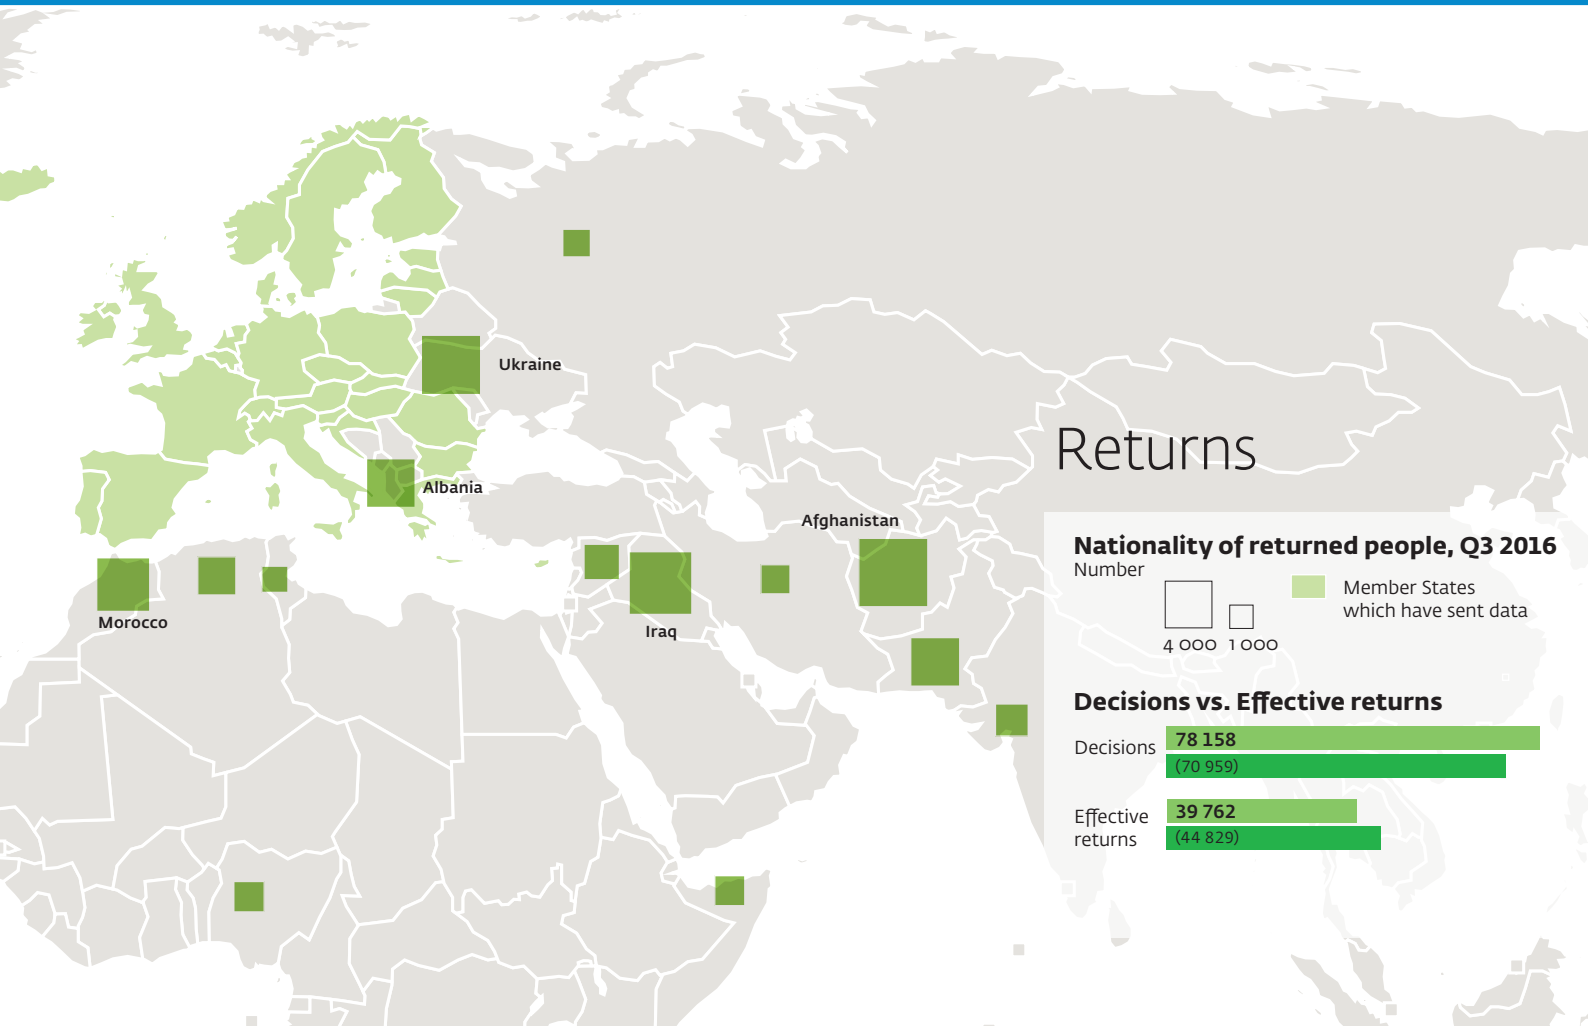 Ukraine
Returns
Albania
Afghanistan
Nationality of returned people, Q3 2016
Number
Member States
which have sent data
Morocco
Iraq
4 000 1 000
Decisions vs. Effective returns
Decisions
78 158
(70 959)
Effective
returns
39 762
(44 829)